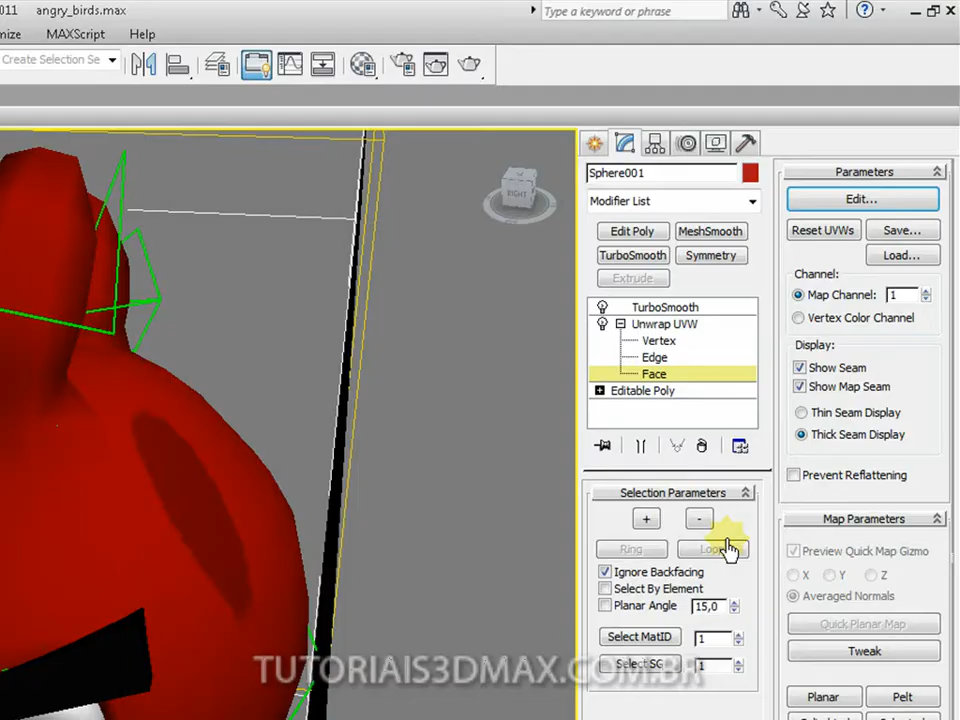 011 angry_birds.max
Type a keyword or phrase
mize MAXScript Help
Create Selection Se
RIGHT
Sphere001
Modifier List
Edit Poly MeshSmooth
TurboSmooth Symmetry
Extrude
TurboSmooth
Unwrap UVW
Vertex
Edge
Face
Editable Poly
Selection Parameters
+ -
Ring Loop
Ignore Backfacing
Select By Element
Planar Angle 15,0
Select MatID 1
Select SG 1
Parameters
Edit...
Reset UVWs Save...
Load...
Channel:
Map Channel: 1
Vertex Color Channel
Display:
Show Seam
Show Map Seam
Thin Seam Display
Thick Seam Display
Prevent Reflattening
Map Parameters
Preview Quick Map Gizmo
X Y Z
Averaged Normals
Quick Planar Map
Tweak
Planar Pelt
TUTORIAIS3DMAX.COM.BR